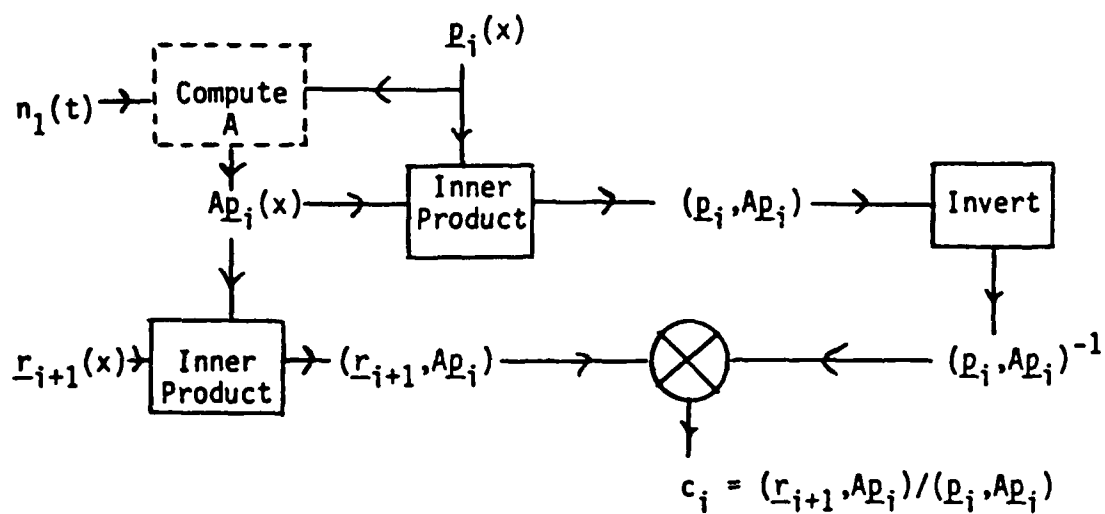 p_i(x)
n_1(t)
Compute
A
Ap_i(x)
Inner
Product
(p_i,Ap_i)
Invert
r_{i+1}(x)
Inner
Product
(r_{i+1},Ap_i)
(p_i,Ap_i)^{-1}
c_i = (r_{i+1},Ap_i)/(p_i,Ap_i)